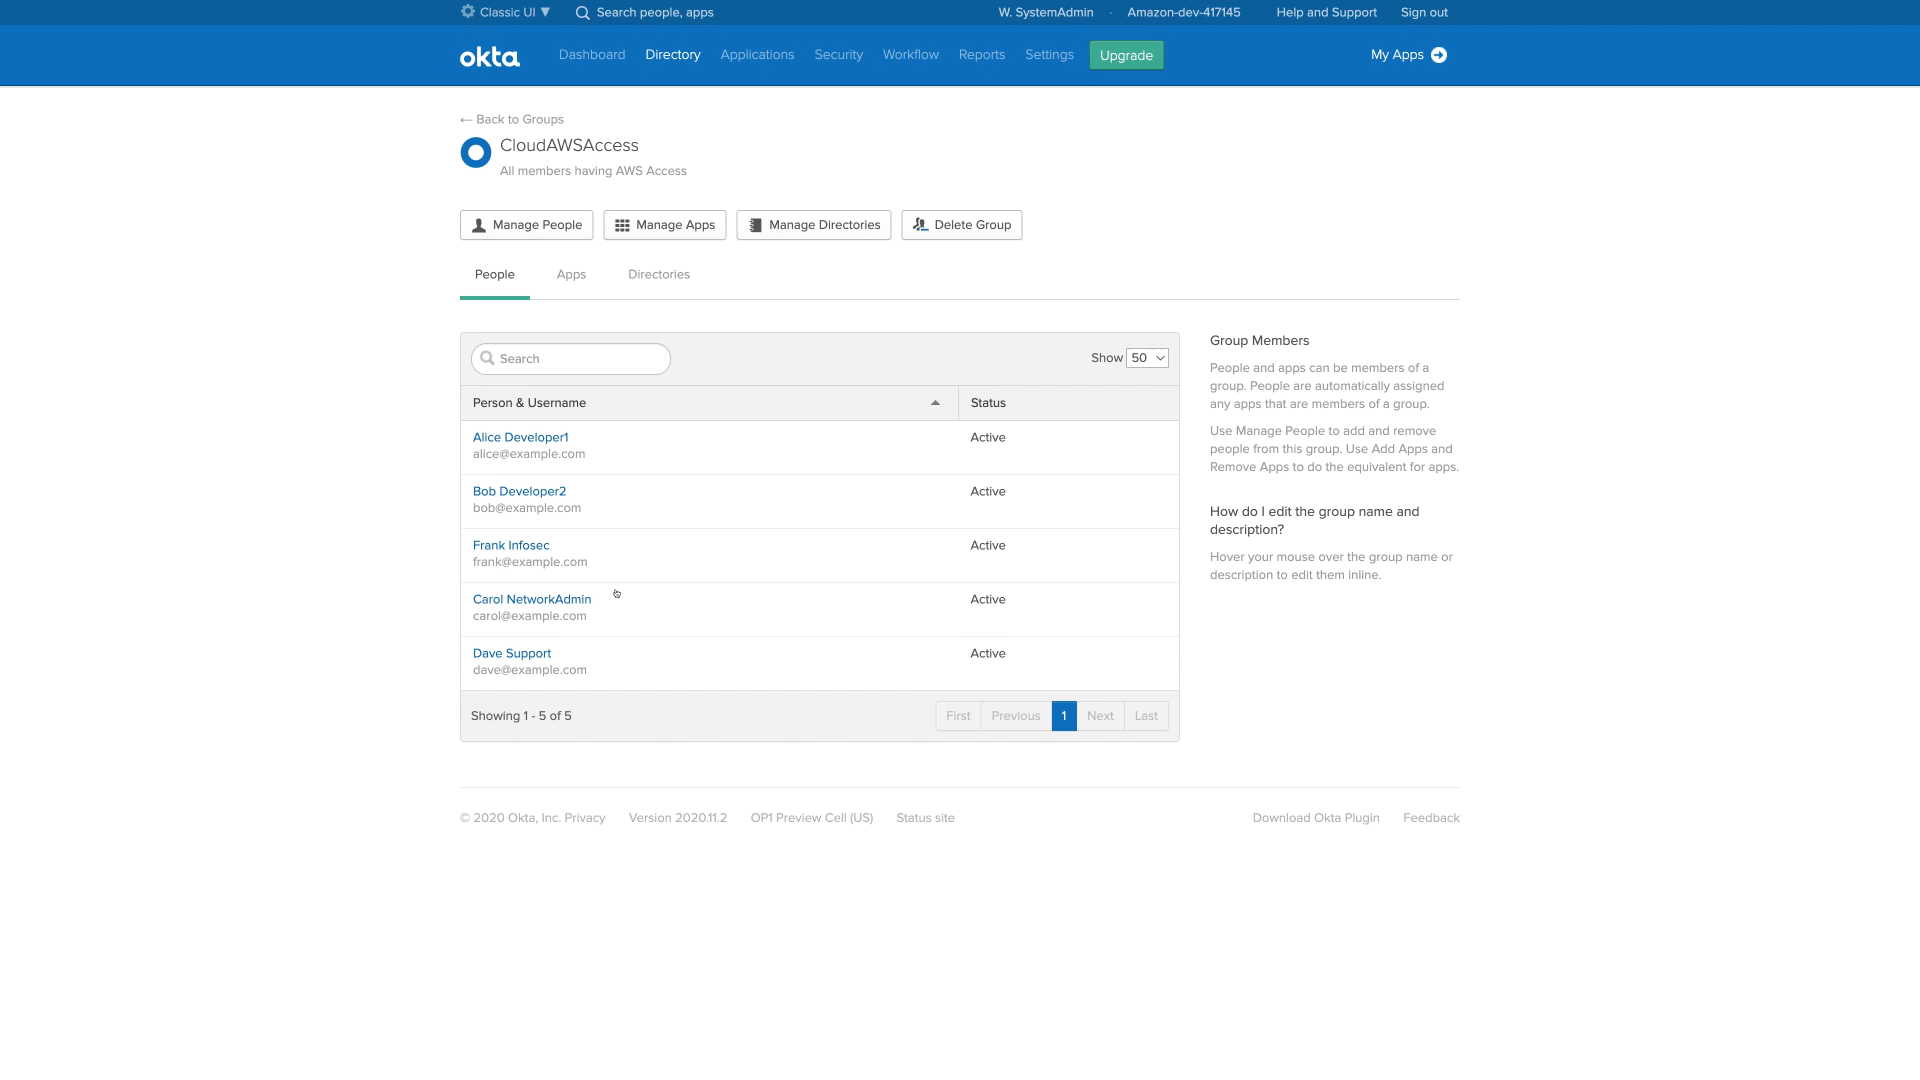 Classic UI ▼ Search people, apps W. SystemAdmin · Amazon-dev-417145 Help and Support Sign out
okta Dashboard Directory Applications Security Workflow Reports Settings Upgrade My Apps
← Back to Groups
CloudAWSAccess
All members having AWS Access
Manage People Manage Apps Manage Directories Delete Group
People Apps Directories
Search Show 50
Person & Username Status
Alice Developer1 Active
alice@example.com
Bob Developer2 Active
bob@example.com
Frank Infosec Active
frank@example.com
Carol NetworkAdmin Active
carol@example.com
Dave Support Active
dave@example.com
Showing 1 - 5 of 5 First Previous 1 Next Last
Group Members
People and apps can be members of a
group. People are automatically assigned
any apps that are members of a group.
Use Manage People to add and remove
people from this group. Use Add Apps and
Remove Apps to do the equivalent for apps.
How do I edit the group name and
description?
Hover your mouse over the group name or
description to edit them inline.
© 2020 Okta, Inc. Privacy Version 2020.11.2 OP1 Preview Cell (US) Status site Download Okta Plugin Feedback